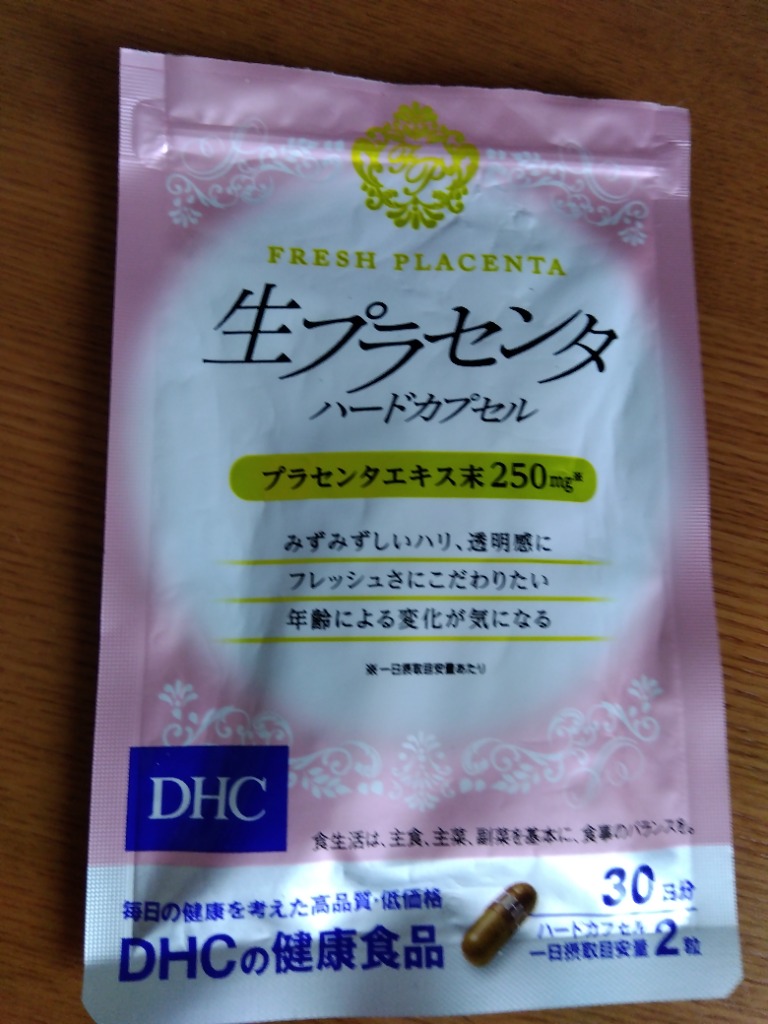 FP
FRESH PLACENTA
生プラセンタ
ハードカプセル
プラセンタエキス末250mg※
みずみずしいハリ、透明感に
フレッシュさにこだわりたい
年齢による変化が気になる
※一日摂取目安量あたり
DHC
食生活は、主食、主菜、副菜を基本に、食事のバランスを。
毎日の健康を考えた高品質・低価格
DHCの健康食品
30日分
ハードカプセル
一日摂取目安量2粒